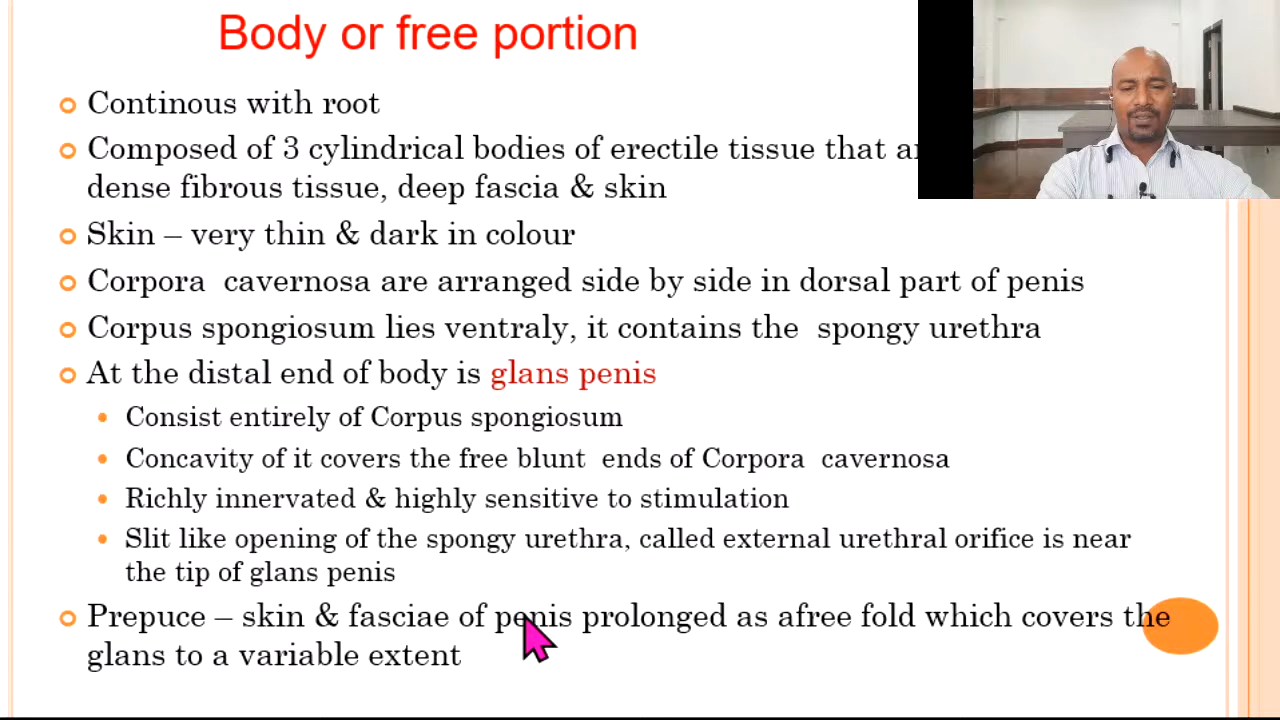 Body or free portion
Continous with root
Composed of 3 cylindrical bodies of erectile tissue that
dense fibrous tissue, deep fascia & skin
Skin – very thin & dark in colour
Corpora cavernosa are arranged side by side in dorsal part of penis
Corpus spongiosum lies ventraly, it contains the spongy urethra
At the distal end of body is glans penis
Consist entirely of Corpus spongiosum
Concavity of it covers the free blunt ends of Corpora cavernosa
Richly innervated & highly sensitive to stimulation
Slit like opening of the spongy urethra, called external urethral orifice is near
the tip of glans penis
Prepuce – skin & fasciae of penis prolonged as afree fold which covers the
glans to a variable extent